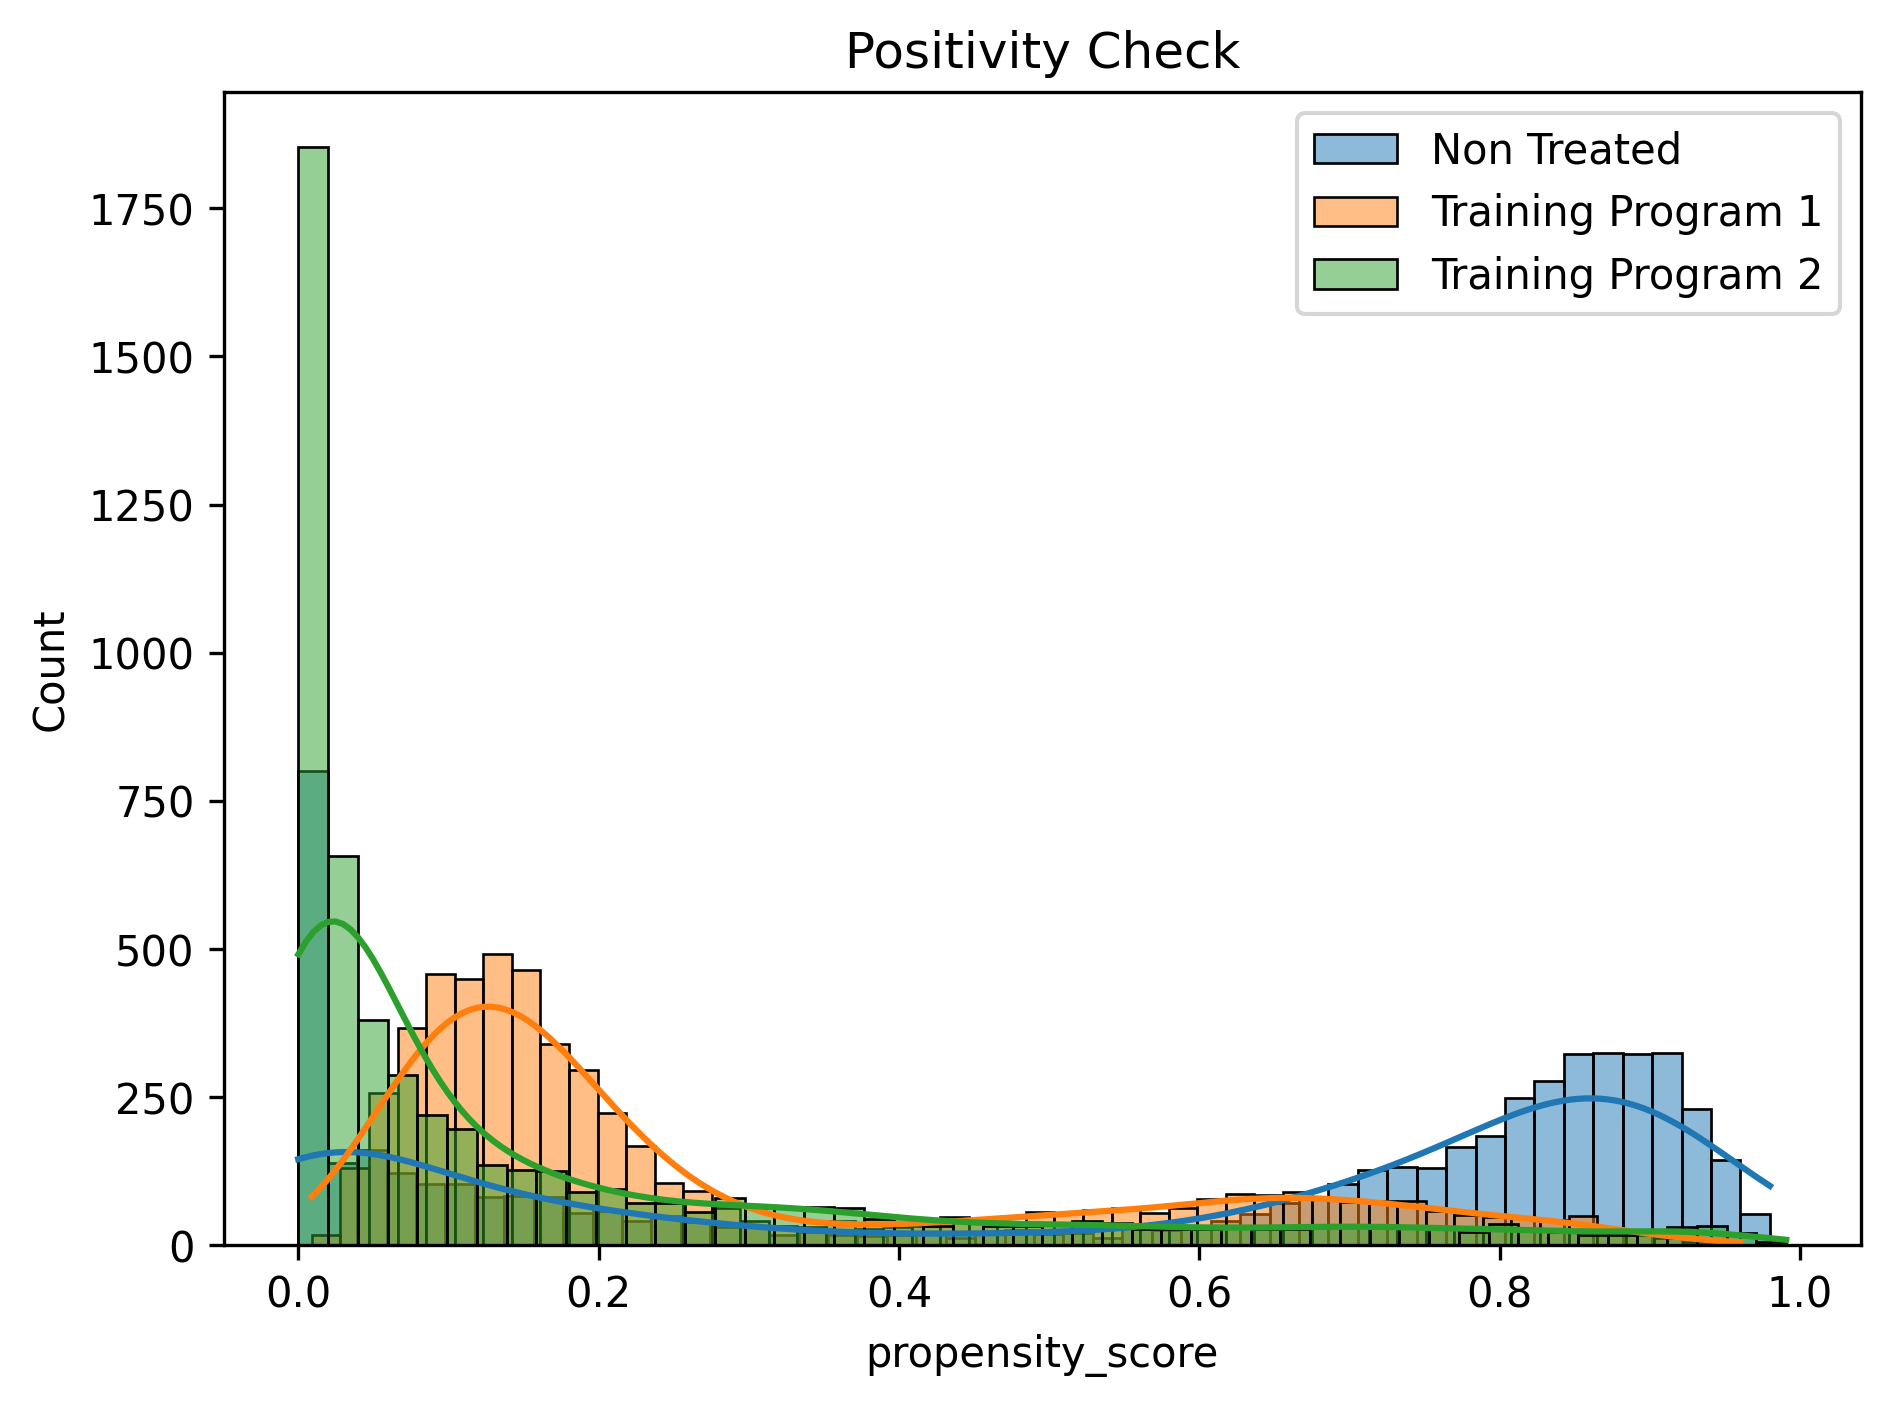 Positivity Check
Non Treated
Training Program 1
Training Program 2
Count
1750
1500
1250
1000
750
500
250
0
0.0 0.2 0.4 0.6 0.8 1.0
propensity_score